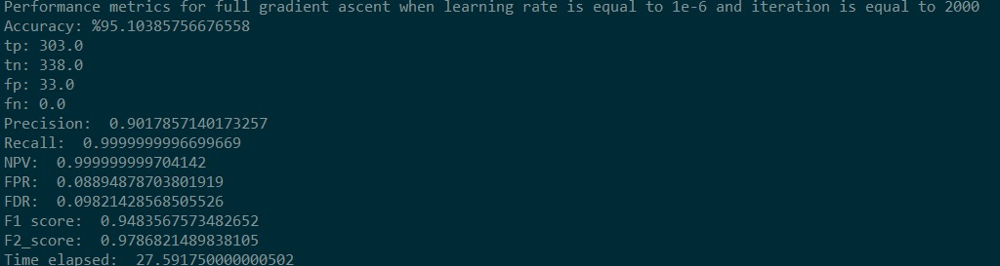 Performance metrics for full gradient ascent when learning rate is equal to 1e-6 and iteration is equal to 2000
Accuracy: %95.10385756676558
tp: 303.0
tn: 338.0
fp: 33.0
fn: 0.0
Precision:  0.9017857140173257
Recall:  0.9999999996699669
NPV:  0.999999999704142
FPR:  0.08894878703801919
FDR:  0.09821428568505526
F1 score:  0.9483567573482652
F2_score:  0.9786821489838105
Time elapsed:  27.591750000000502